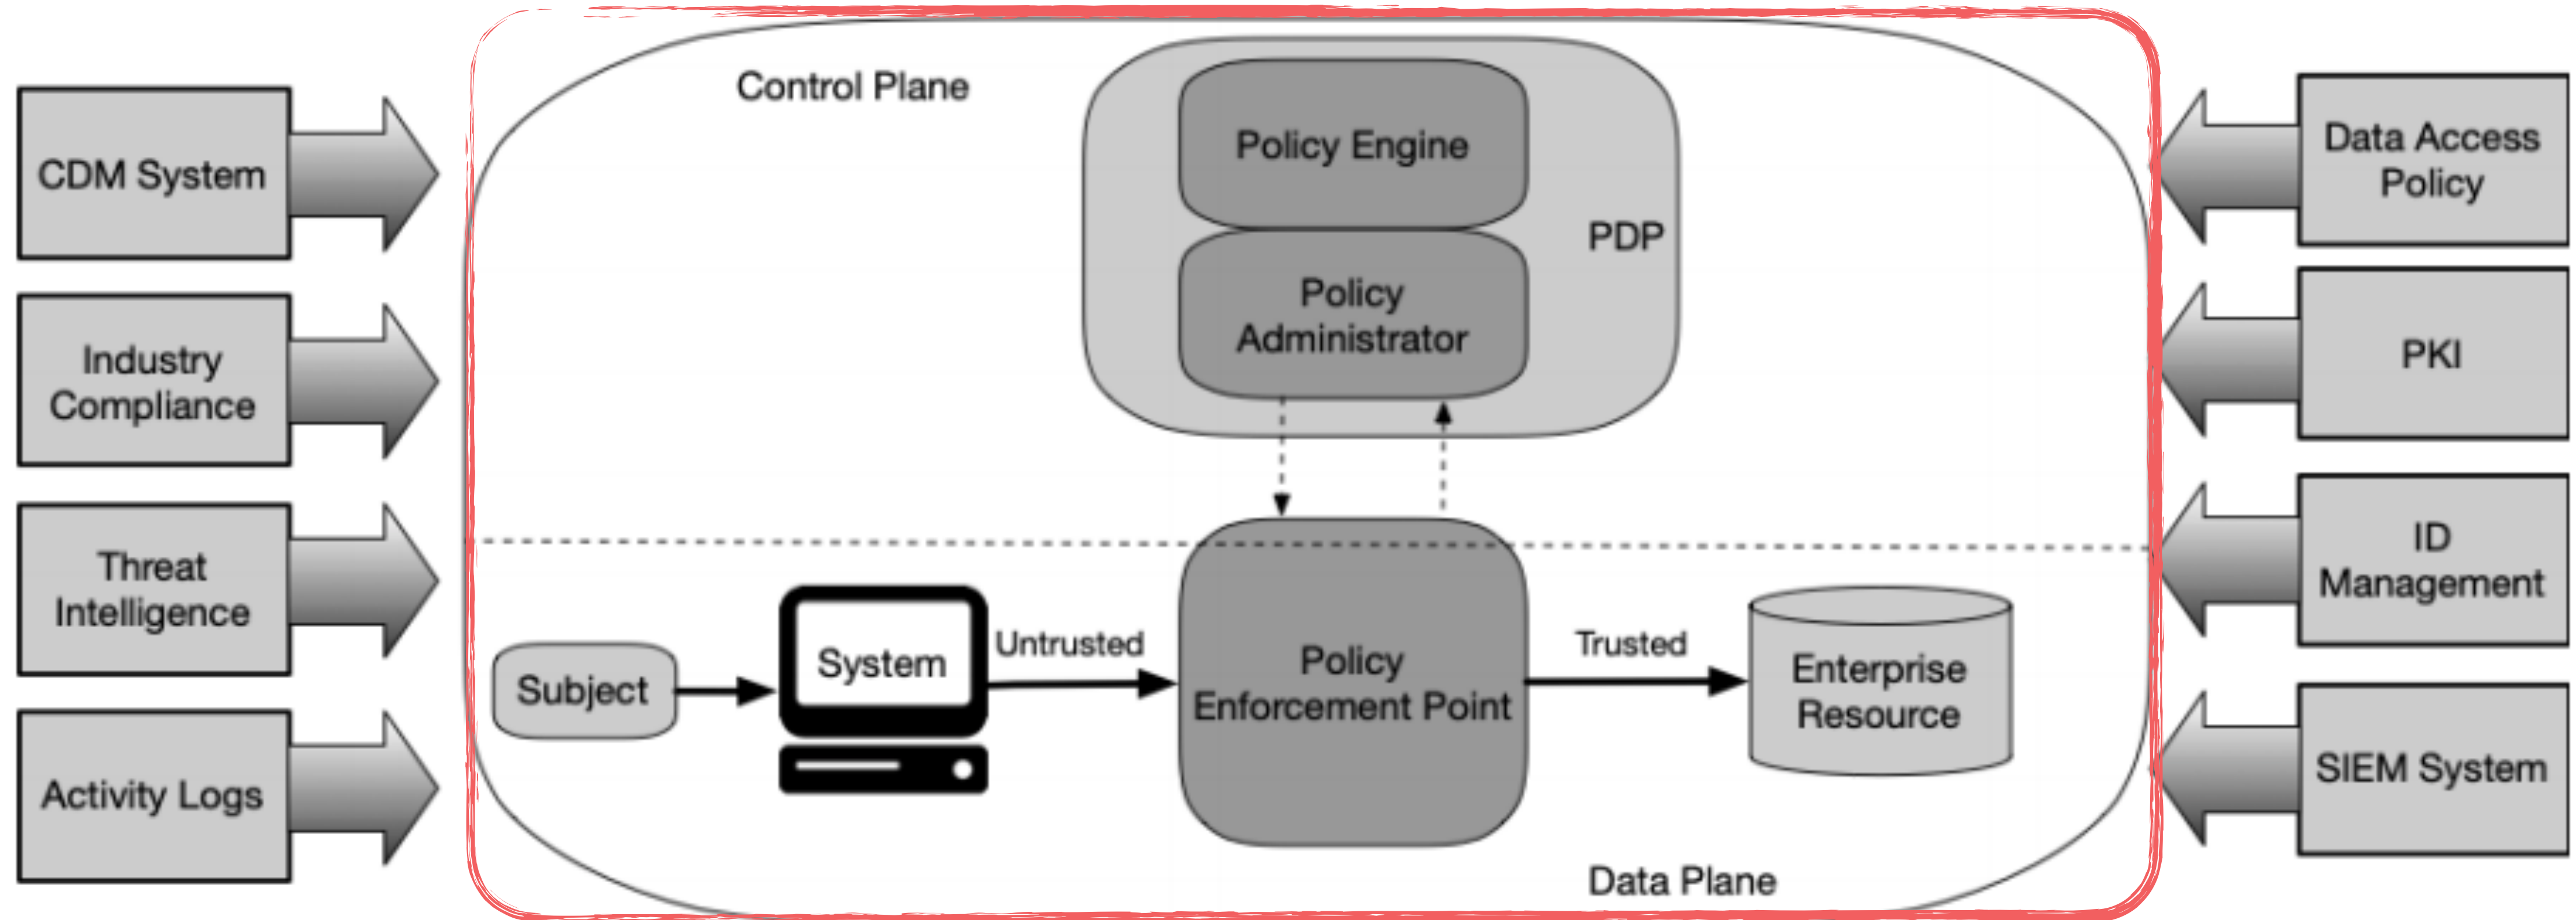 CDM System
Industry
Compliance
Threat
Intelligence
Activity Logs
Control Plane
Policy Engine
PDP
Policy
Administrator
Subject
System
Untrusted
Policy
Enforcement Point
Trusted
Enterprise
Resource
Data Plane
Data Access
Policy
PKI
ID
Management
SIEM System